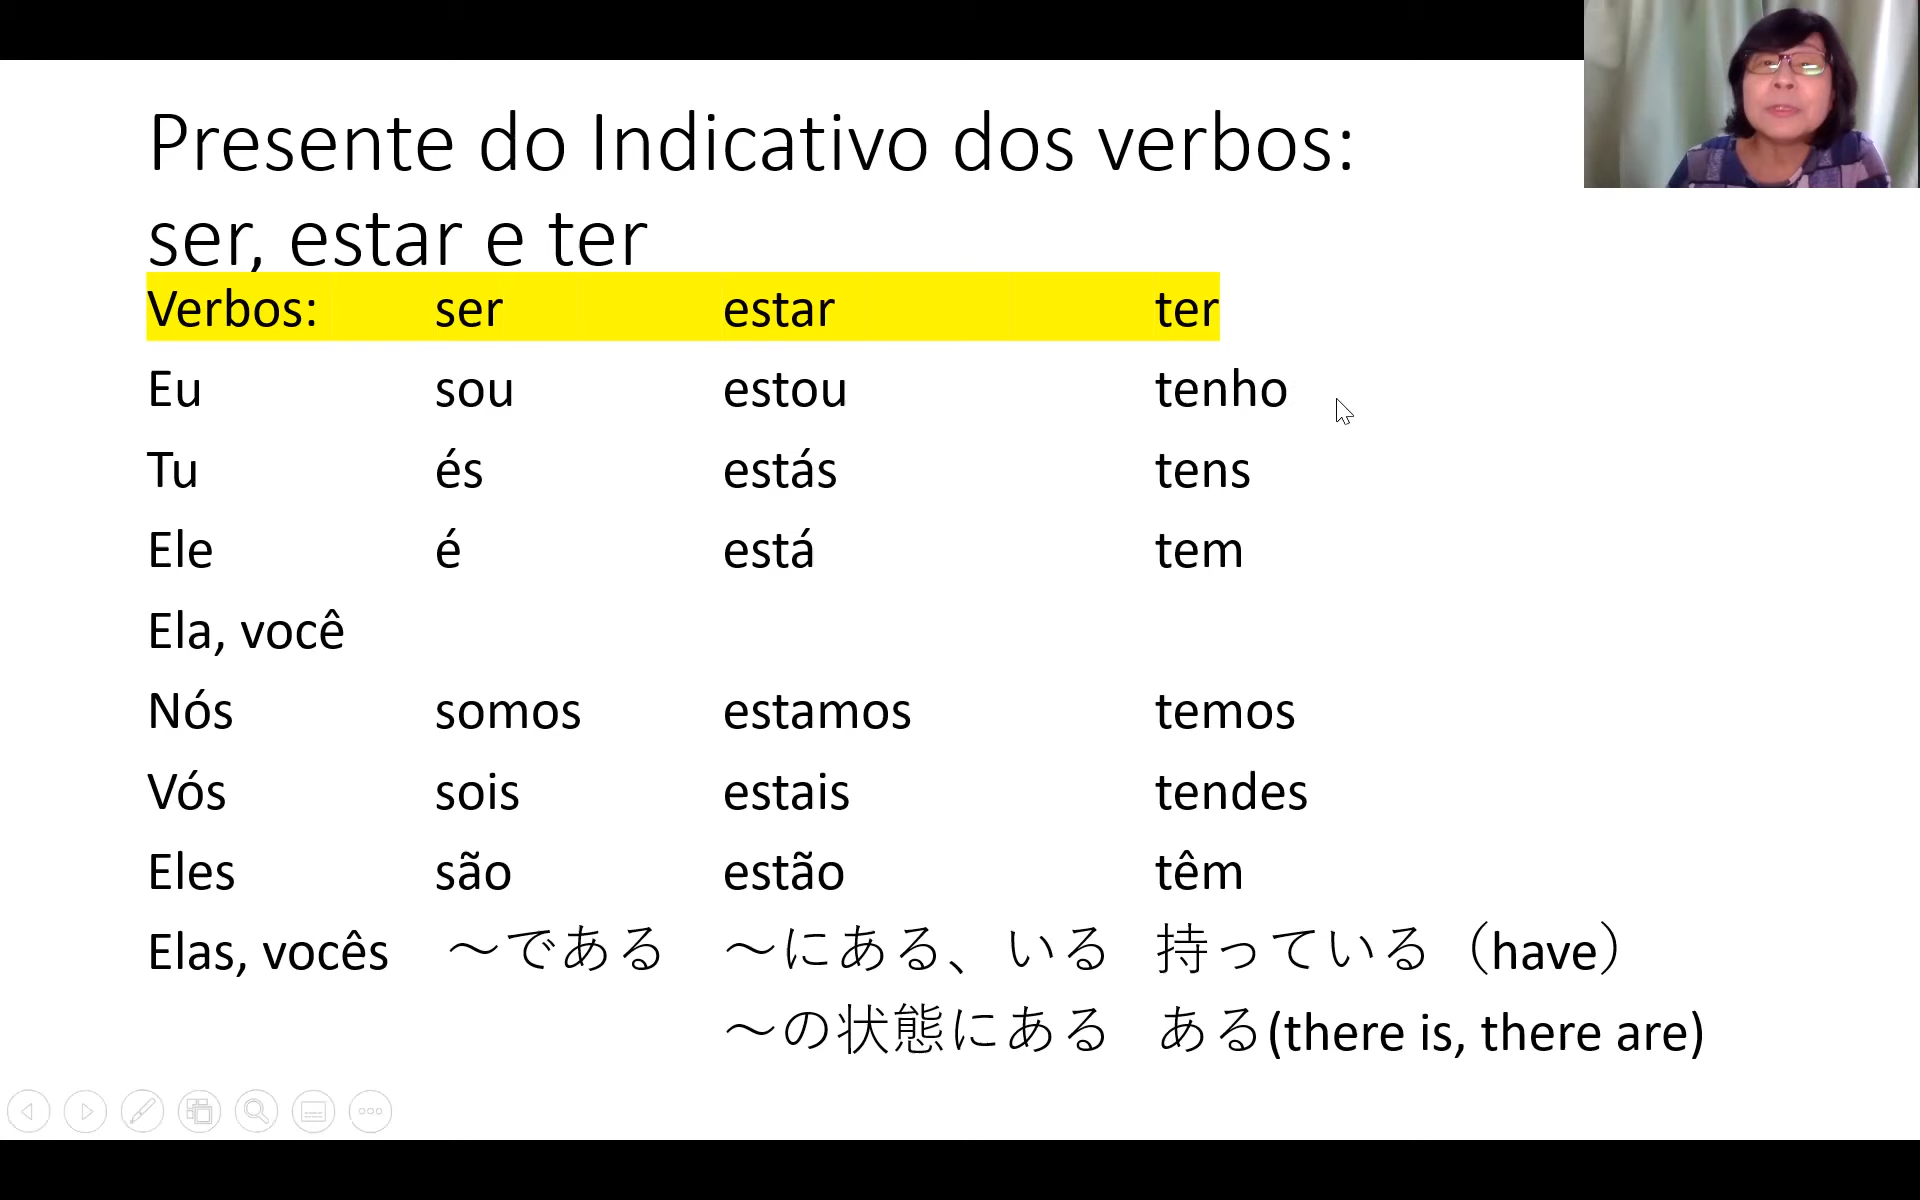 Presente do Indicativo dos verbos:
ser, estar e ter
Verbos: ser estar ter
Eu sou estou tenho
Tu és estás tens
Ele é está tem
Ela, você
Nós somos estamos temos
Vós sois estais tendes
Eles são estão têm
Elas, vocês ～である ～にある、いる 持っている（have）
～の状態にある ある(there is, there are)